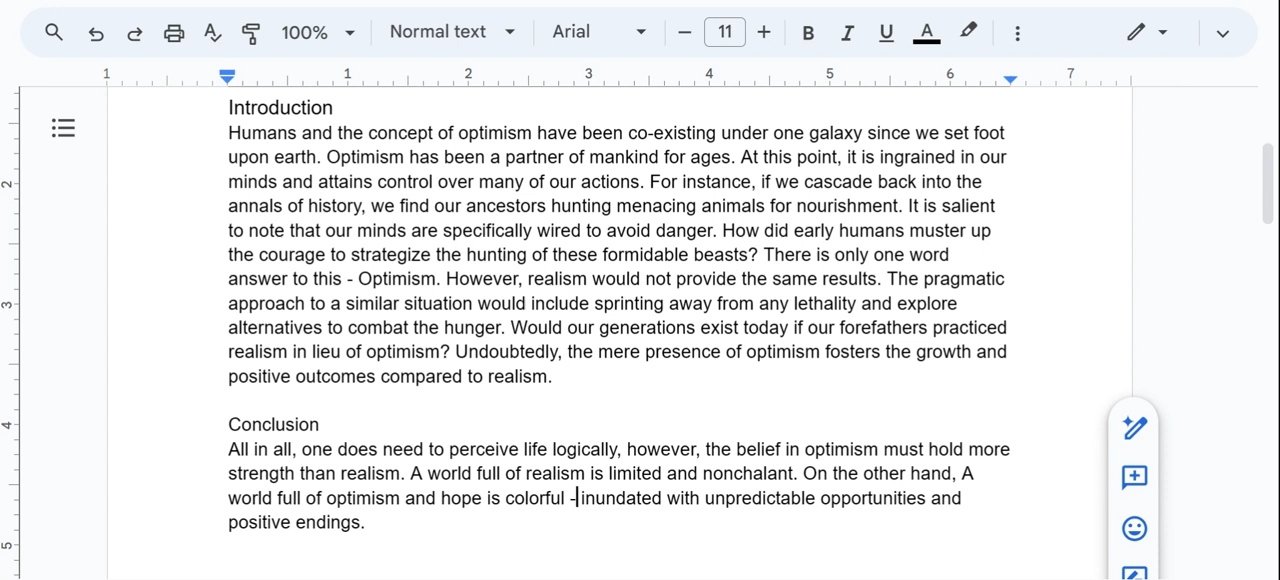 100% Normal text Arial 11 B I U A
1 1 2 3 4 5 6 7
Introduction
Humans and the concept of optimism have been co-existing under one galaxy since we set foot
upon earth. Optimism has been a partner of mankind for ages. At this point, it is ingrained in our
minds and attains control over many of our actions. For instance, if we cascade back into the
annals of history, we find our ancestors hunting menacing animals for nourishment. It is salient
to note that our minds are specifically wired to avoid danger. How did early humans muster up
the courage to strategize the hunting of these formidable beasts? There is only one word
answer to this - Optimism. However, realism would not provide the same results. The pragmatic
approach to a similar situation would include sprinting away from any lethality and explore
alternatives to combat the hunger. Would our generations exist today if our forefathers practiced
realism in lieu of optimism? Undoubtedly, the mere presence of optimism fosters the growth and
positive outcomes compared to realism.
Conclusion
All in all, one does need to perceive life logically, however, the belief in optimism must hold more
strength than realism. A world full of realism is limited and nonchalant. On the other hand, A
world full of optimism and hope is colorful - inundated with unpredictable opportunities and
positive endings.
2
3
4
5